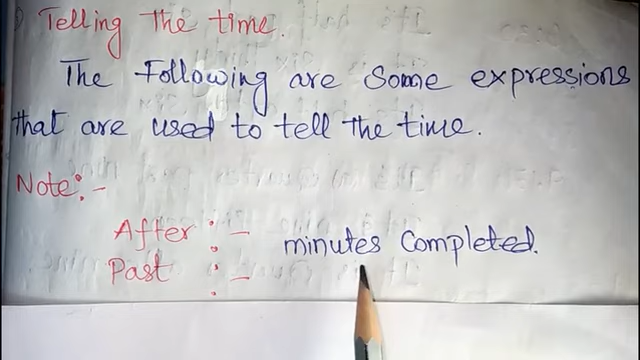 Telling The time.
The Following are Some expressions
that are used to tell the time.
Note:-
After :- minutes Completed.
Past :-